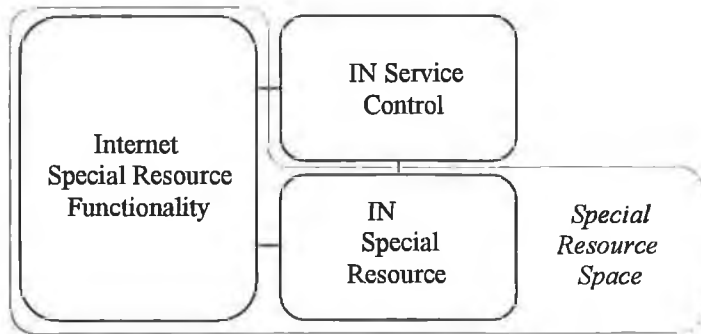 Internet
Special Resource
Functionality
IN Service
Control
IN
Special
Resource
Special
Resource
Space